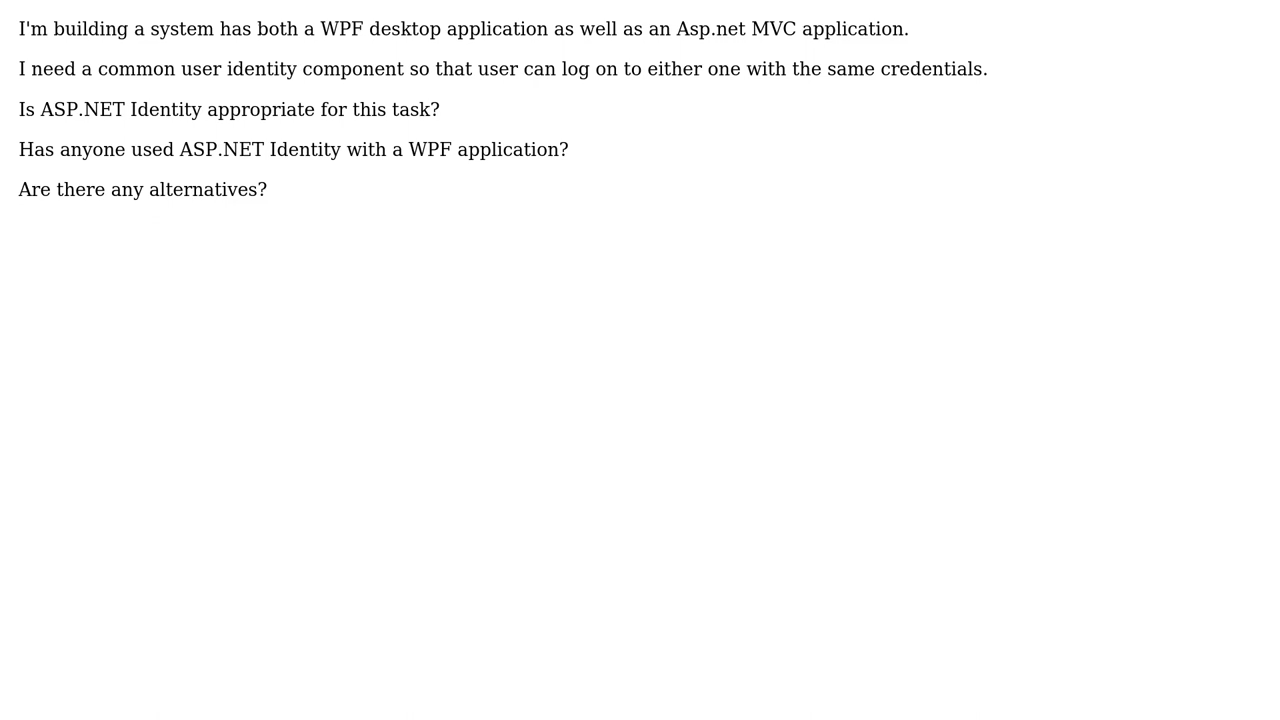 I'm building a system has both a WPF desktop application as well as an Asp.net MVC application.
I need a common user identity component so that user can log on to either one with the same credentials.
Is ASP.NET Identity appropriate for this task?
Has anyone used ASP.NET Identity with a WPF application?
Are there any alternatives?